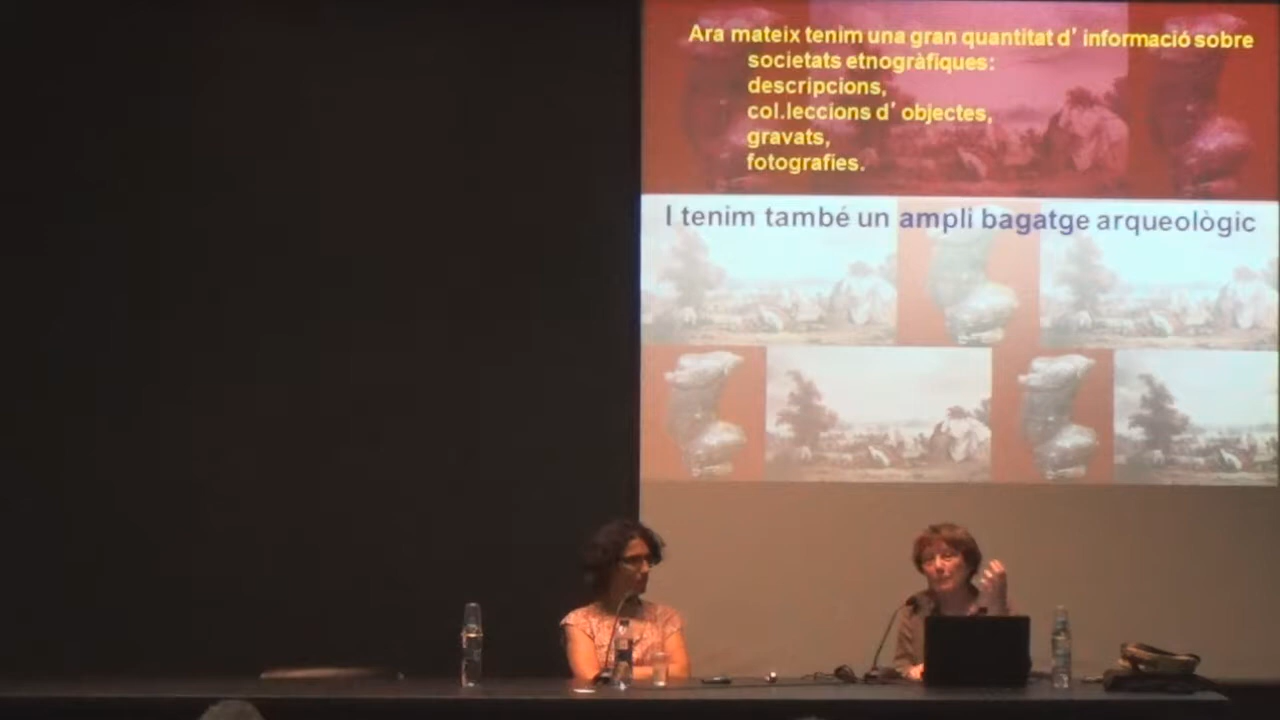 Ara mateix tenim una gran quantitat d' informació sobre
societats etnogràfiques:
descripcions,
col.leccions d' objectes,
gravats,
fotografies.
I tenim també un ampli bagatge arqueològic